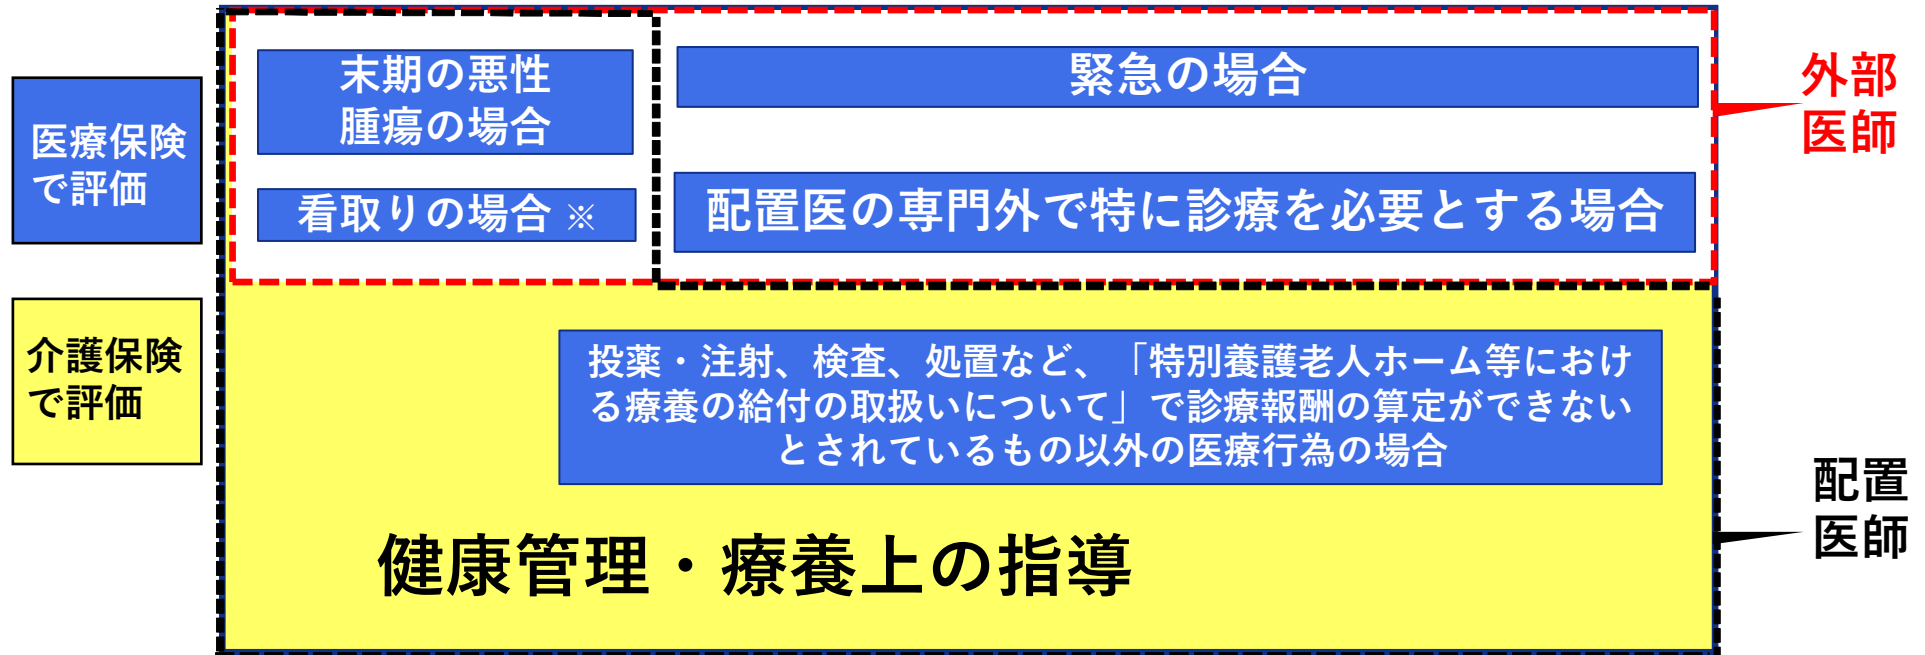 医療保険
で評価
介護保険
で評価
末期の悪性
腫瘍の場合
看取りの場合 ※
緊急の場合
配置医の専門外で特に診療を必要とする場合
投薬・注射、検査、処置など、「特別養護老人ホーム等におけ
る療養の給付の取扱いについて」で診療報酬の算定ができない
とされているもの以外の医療行為の場合
健康管理・療養上の指導
外部
医師
配置
医師